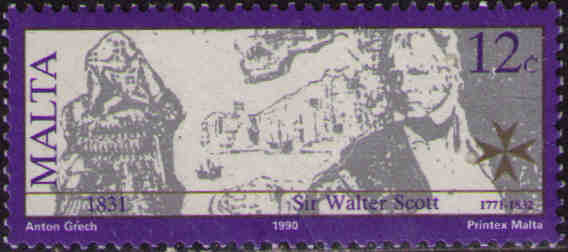 MALTA
12c
1831
Sir Walter Scott
1771-1832
Anton Grech
1990
Printex Malta